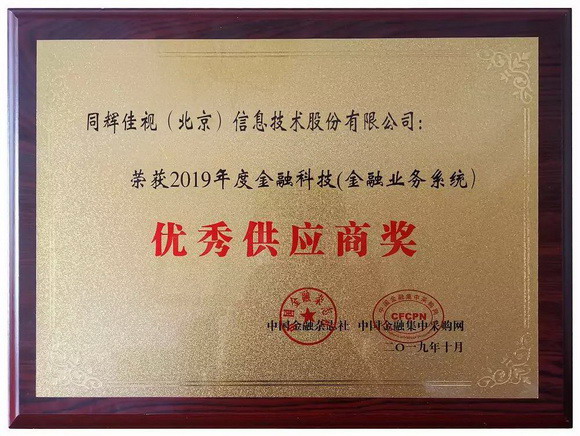 同辉佳视（北京）信息技术股份有限公司：
荣获2019年度金融科技(金融业务系统）
优秀供应商奖
中国金融杂志社 中国金融集中采购网
CFCPN
二〇一九年十月